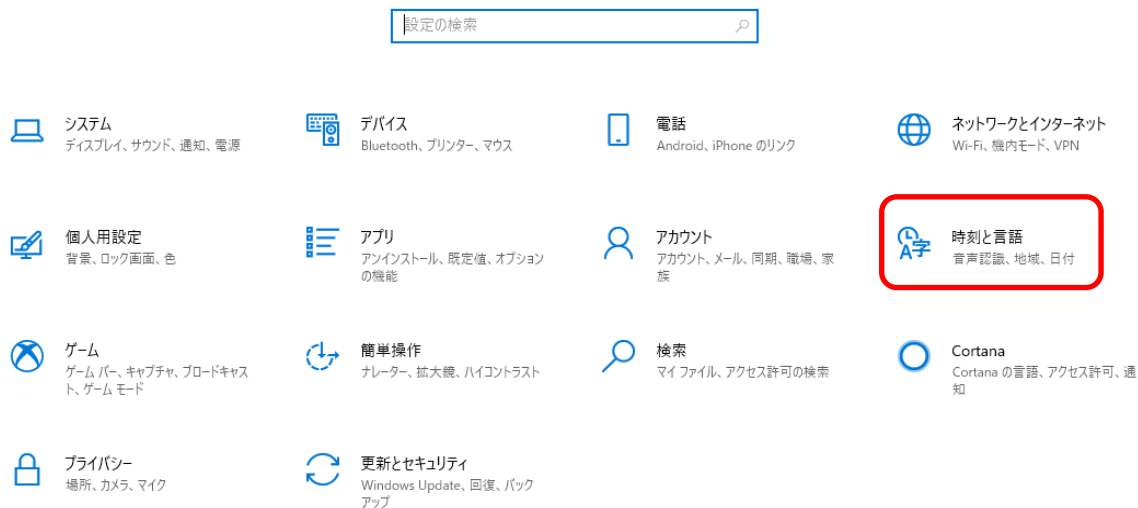 設定の検索
システム
ディスプレイ、サウンド、通知、電源
デバイス
Bluetooth、プリンター、マウス
電話
Android、iPhone のリンク
ネットワークとインターネット
Wi-Fi、機内モード、VPN
個人用設定
背景、ロック画面、色
アプリ
アンインストール、既定値、オプション
の機能
アカウント
アカウント、メール、同期、職場、家
族
時刻と言語
音声認識、地域、日付
ゲーム
ゲーム バー、キャプチャ、ブロードキャス
ト、ゲーム モード
簡単操作
ナレーター、拡大鏡、ハイコントラスト
検索
マイ ファイル、アクセス許可の検索
Cortana
Cortana の言語、アクセス許可、通
知
プライバシー
場所、カメラ、マイク
更新とセキュリティ
Windows Update、回復、バック
アップ